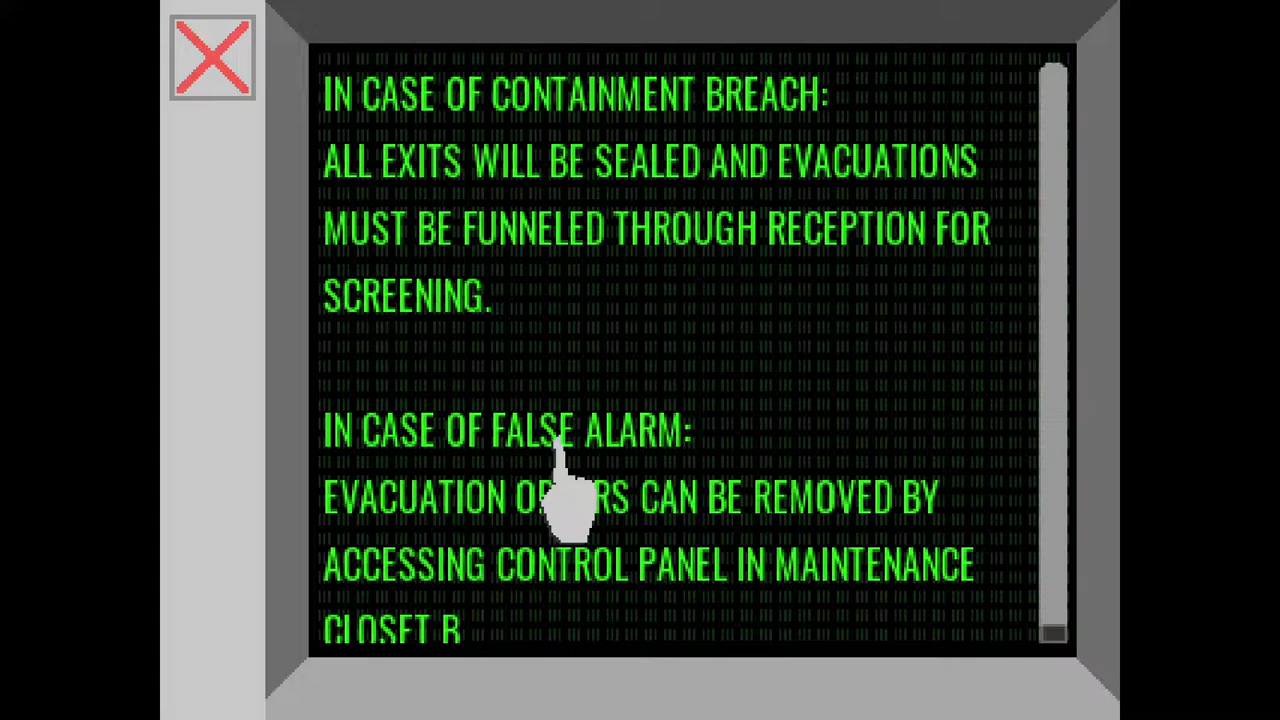 IN CASE OF CONTAINMENT BREACH:
ALL EXITS WILL BE SEALED AND EVACUATIONS
MUST BE FUNNELED THROUGH RECEPTION FOR
SCREENING.
IN CASE OF FALSE ALARM:
EVACUATION CAN BE REMOVED BY
ACCESSING CONTROL PANEL IN MAINTENANCE
CLOSET B